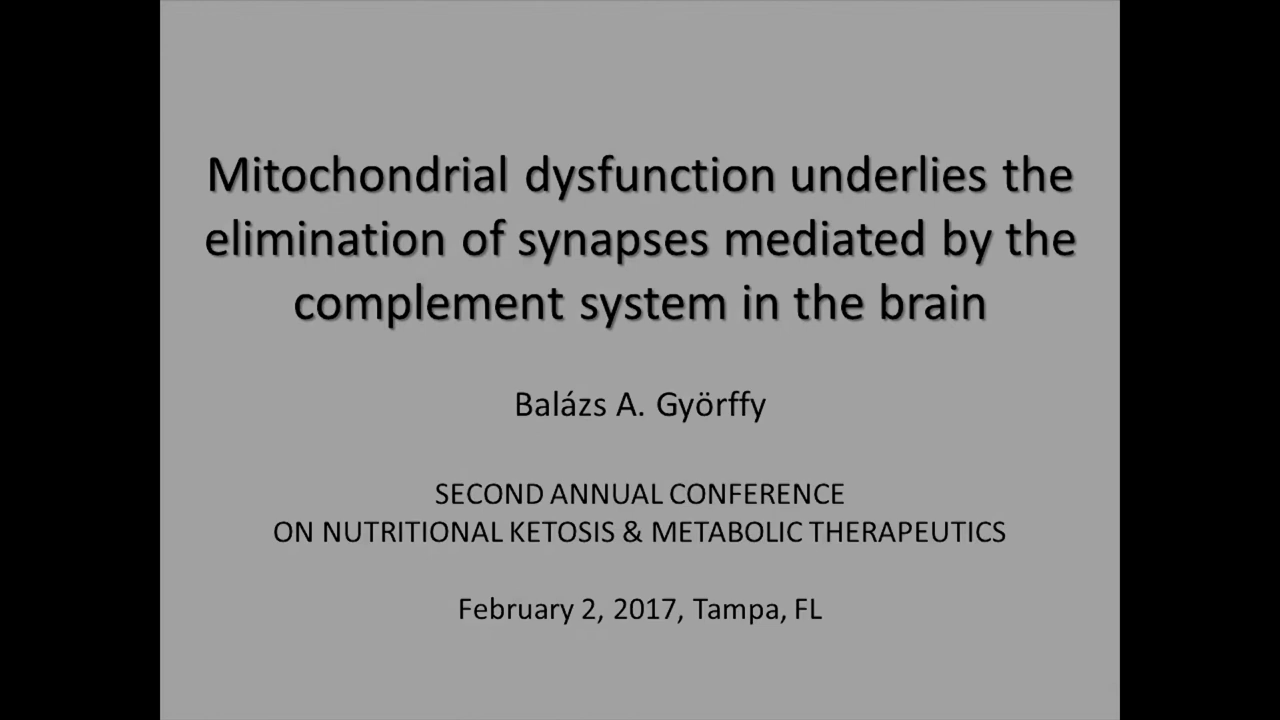 Mitochondrial dysfunction underlies the
elimination of synapses mediated by the
complement system in the brain
Balázs A. Györffy
SECOND ANNUAL CONFERENCE
ON NUTRITIONAL KETOSIS & METABOLIC THERAPEUTICS
February 2, 2017, Tampa, FL